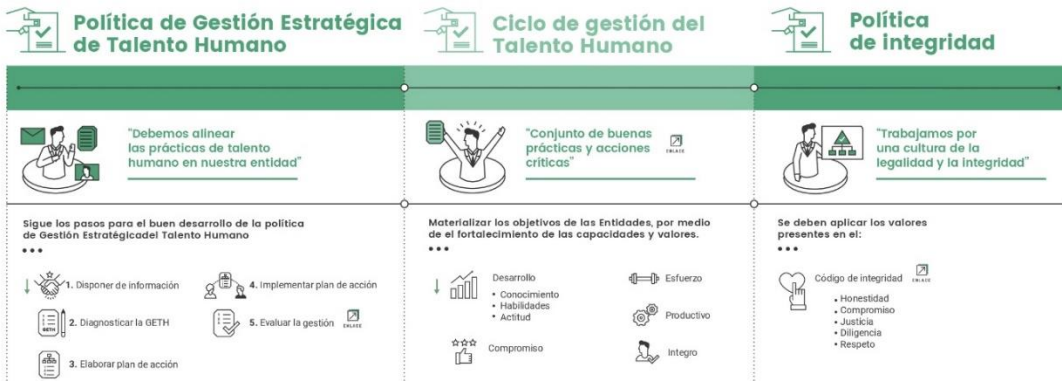 Política de Gestión Estratégica
de Talento Humano
"Debemos alinear
las prácticas de talento
humano en nuestra entidad"
Sigue los pasos para el buen desarrollo de la política
de Gestión Estratégicadel Talento Humano
1. Disponer de información
GETH
2. Diagnosticar la GETH
3. Elaborar plan de acción
4. Implementar plan de acción
5. Evaluar la gestión
ENLACE
Ciclo de gestión del
Talento Humano
"Conjunto de buenas
prácticas y acciones
críticas"
ENLACE
Materializar los objetivos de las Entidades, por medio
de el fortalecimiento de las capacidades y valores.
Desarrollo
• Conocimiento
• Habilidades
• Actitud
Compromiso
Esfuerzo
Productivo
Integro
Política
de integridad
"Trabajamos por
una cultura de la
legalidad y la integridad"
Se deben aplicar los valores
presentes en el:
Código de integridad
ENLACE
• Honestidad
• Compromiso
• Justicia
• Diligencia
• Respeto